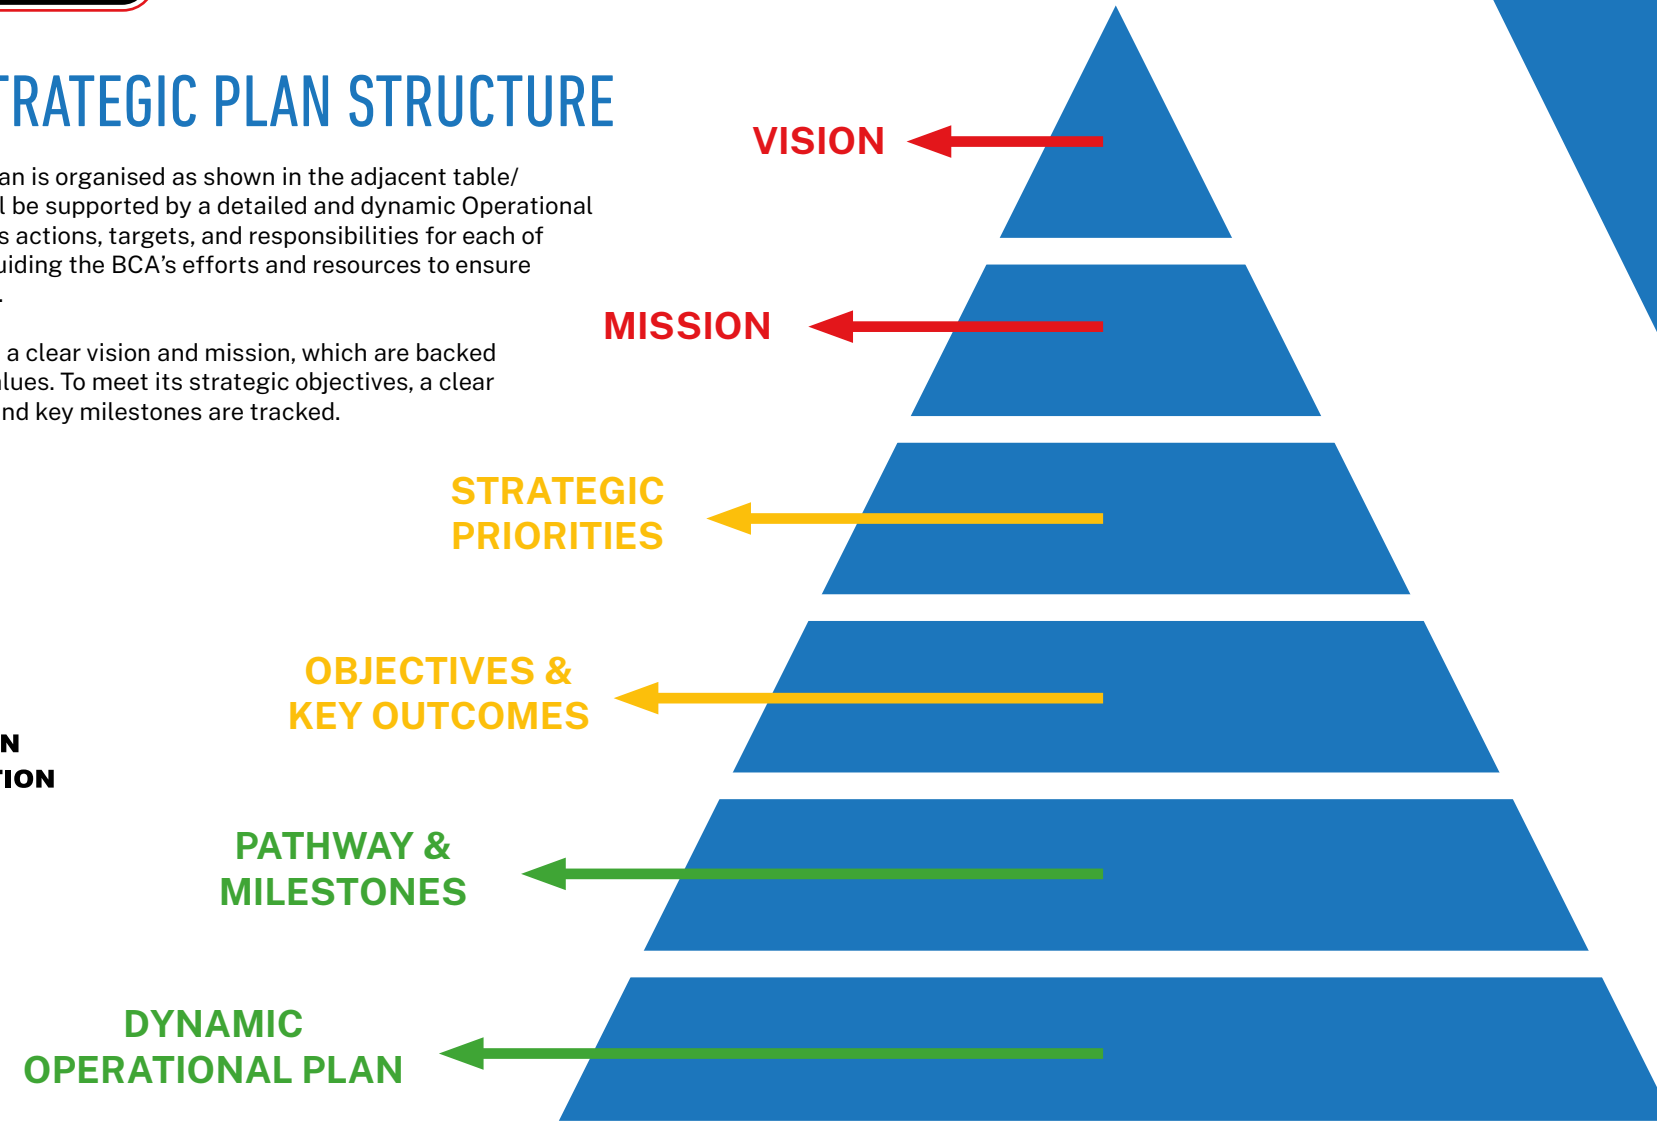 TRATEGIC PLAN STRUCTURE
an is organised as shown in the adjacent table/
l be supported by a detailed and dynamic Operational
s actions, targets, and responsibilities for each of
uiding the BCA's efforts and resources to ensure
.
a clear vision and mission, which are backed
alues. To meet its strategic objectives, a clear
nd key milestones are tracked.
VISION
MISSION
STRATEGIC
PRIORITIES
OBJECTIVES &
KEY OUTCOMES
N
TION
PATHWAY &
MILESTONES
DYNAMIC
OPERATIONAL PLAN